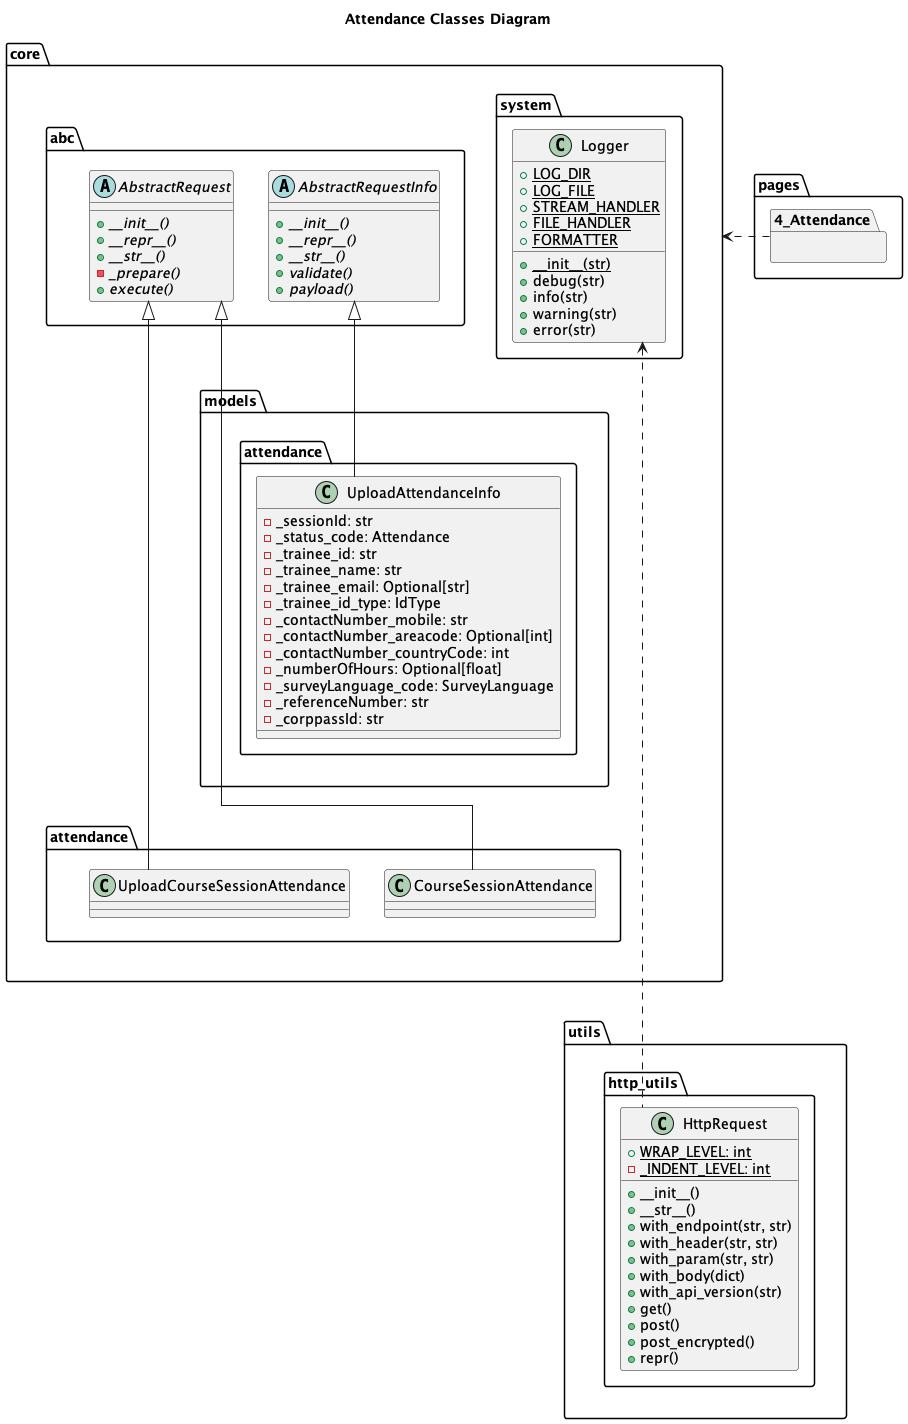 Attendance Classes Diagram
core
system
C Logger
LOG_DIR
LOG_FILE
STREAM_HANDLER
FILE_HANDLER
FORMATTER
__init__(str)
debug(str)
info(str)
warning(str)
error(str)
abc
A AbstractRequest
__init__()
__repr__()
__str__()
_prepare()
execute()
A AbstractRequestInfo
__init__()
__repr__()
__str__()
validate()
payload()
pages
4_Attendance
models
attendance
C UploadAttendanceInfo
_sessionId: str
_status_code: Attendance
_trainee_id: str
_trainee_name: str
_trainee_email: Optional[str]
_trainee_id_type: IdType
_contactNumber_mobile: str
_contactNumber_areacode: Optional[int]
_contactNumber_countryCode: int
_numberOfHours: Optional[float]
_surveyLanguage_code: SurveyLanguage
_referenceNumber: str
_corppassId: str
attendance
C UploadCourseSessionAttendance
C CourseSessionAttendance
utils
http_utils
C HttpRequest
WRAP_LEVEL: int
_INDENT_LEVEL: int
__init__()
__str__()
with_endpoint(str, str)
with_header(str, str)
with_param(str, str)
with_body(dict)
with_api_version(str)
get()
post()
post_encrypted()
repr()